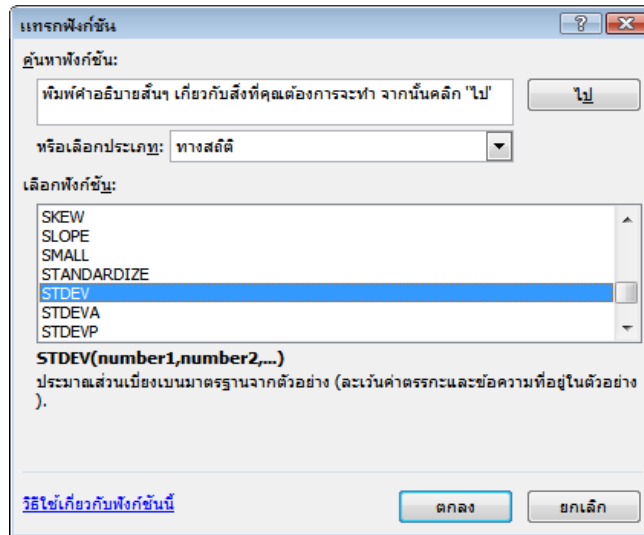 แทรกฟังก์ชัน
ค้นหาฟังก์ชัน:
พิมพ์คำอธิบายสั้นๆ เกี่ยวกับสิ่งที่คุณต้องการจะทำ จากนั้นคลิก "ไป"
ไป
หรือเลือกประเภท: ทางสถิติ
เลือกฟังก์ชัน:
SKEW
SLOPE
SMALL
STANDARDIZE
STDEV
STDEVA
STDEVP
STDEV(number1,number2,...)
ประมาณส่วนเบี่ยงเบนมาตรฐานจากตัวอย่าง (ละเว้นค่าตรรกะและข้อความที่อยู่ในตัวอย่าง
).
วิธีใช้เกี่ยวกับฟังก์ชันนี้
ตกลง
ยกเลิก